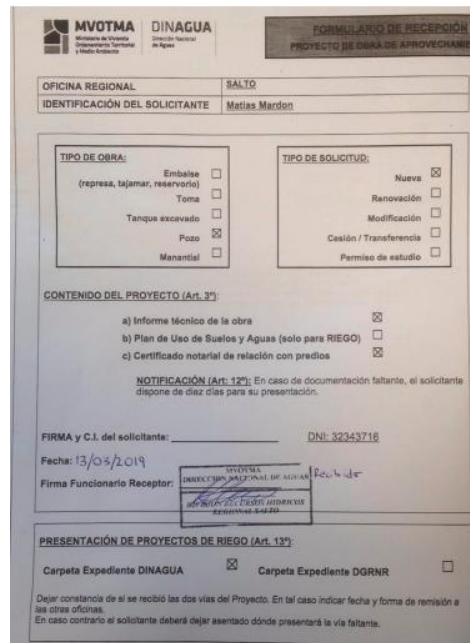 MVOTMA
Ministerio de Vivienda
Ordenamiento Territorial
y Medio Ambiente
DINAGUA
Dirección Nacional
de Aguas
FORMULARIO DE RECEPCIÓN
PROYECTO DE OBRA DE APROVECHAMIE
OFICINA REGIONAL SALTO
IDENTIFICACIÓN DEL SOLICITANTE Matias Mardon
TIPO DE OBRA:
Embalse ☐
(represa, tajamar, reservorio)
Toma ☐
Tanque excavado ☐
Pozo ☒
Manantial ☐
TIPO DE SOLICITUD:
Nueva ☒
Renovación ☐
Modificación ☐
Cesión / Transferencia ☐
Permiso de estudio ☐
CONTENIDO DEL PROYECTO (Art. 3º):
a) Informe técnico de la obra ☒
b) Plan de Uso de Suelos y Aguas (solo para RIEGO) ☐
c) Certificado notarial de relación con predios ☒
NOTIFICACIÓN (Art: 12º): En caso de documentación faltante, el solicitante
dispone de diez días para su presentación.
FIRMA y C.I. del solicitante: DNI: 32343716
Fecha: 13/03/2019
Firma Funcionario Receptor:
MVOTMA
DIRECCION NACIONAL DE AGUAS
DIVISION RECURSOS HIDRICOS
REGIONAL SALTO
Recibido
PRESENTACIÓN DE PROYECTOS DE RIEGO (Art. 13º):
Carpeta Expediente DINAGUA ☒ Carpeta Expediente DGRNR ☐
Dejar constancia de si se recibió las dos vías del Proyecto. En tal caso indicar fecha y forma de remisión a
las otras oficinas.
En caso contrario el solicitante deberá dejar asentado dónde presentará la vía faltante.